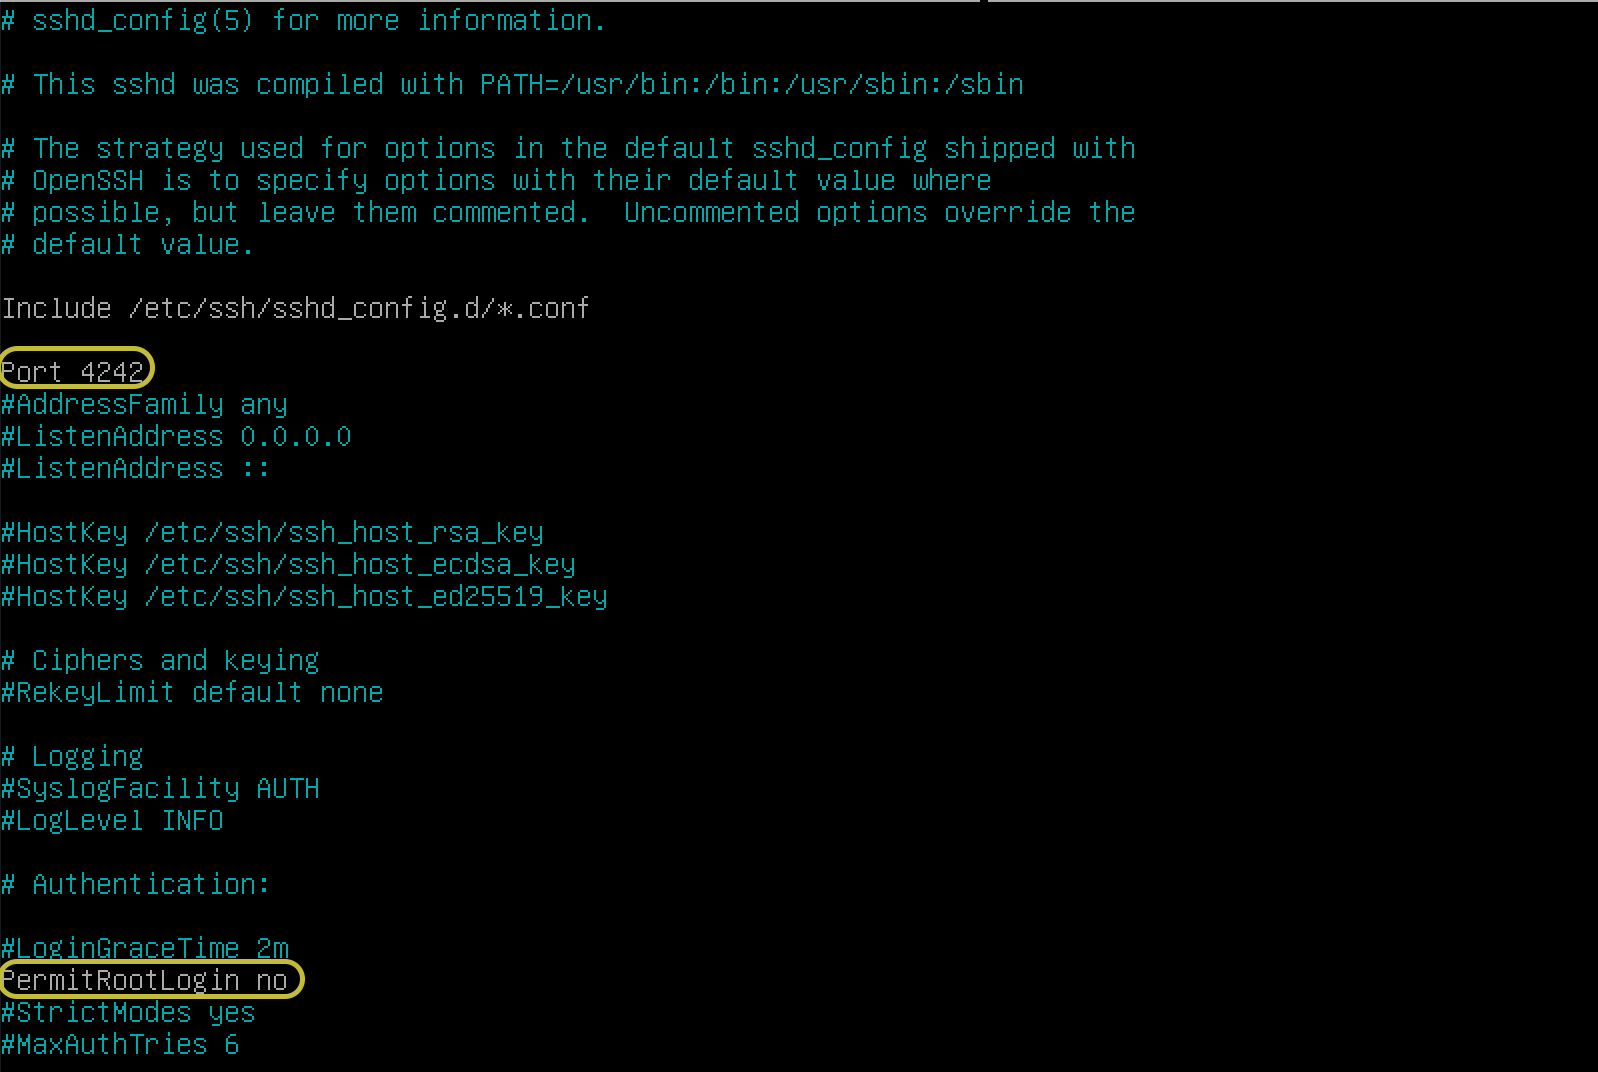 # sshd_config(5) for more information.
# This sshd was compiled with PATH=/usr/bin:/bin:/usr/sbin:/sbin
# The strategy used for options in the default sshd_config shipped with
# OpenSSH is to specify options with their default value where
# possible, but leave them commented.  Uncommented options override the
# default value.
Include /etc/ssh/sshd_config.d/*.conf
Port 4242
#AddressFamily any
#ListenAddress 0.0.0.0
#ListenAddress ::
#HostKey /etc/ssh/ssh_host_rsa_key
#HostKey /etc/ssh/ssh_host_ecdsa_key
#HostKey /etc/ssh/ssh_host_ed25519_key
# Ciphers and keying
#RekeyLimit default none
# Logging
#SyslogFacility AUTH
#LogLevel INFO
# Authentication:
#LoginGraceTime 2m
PermitRootLogin no
#StrictModes yes
#MaxAuthTries 6